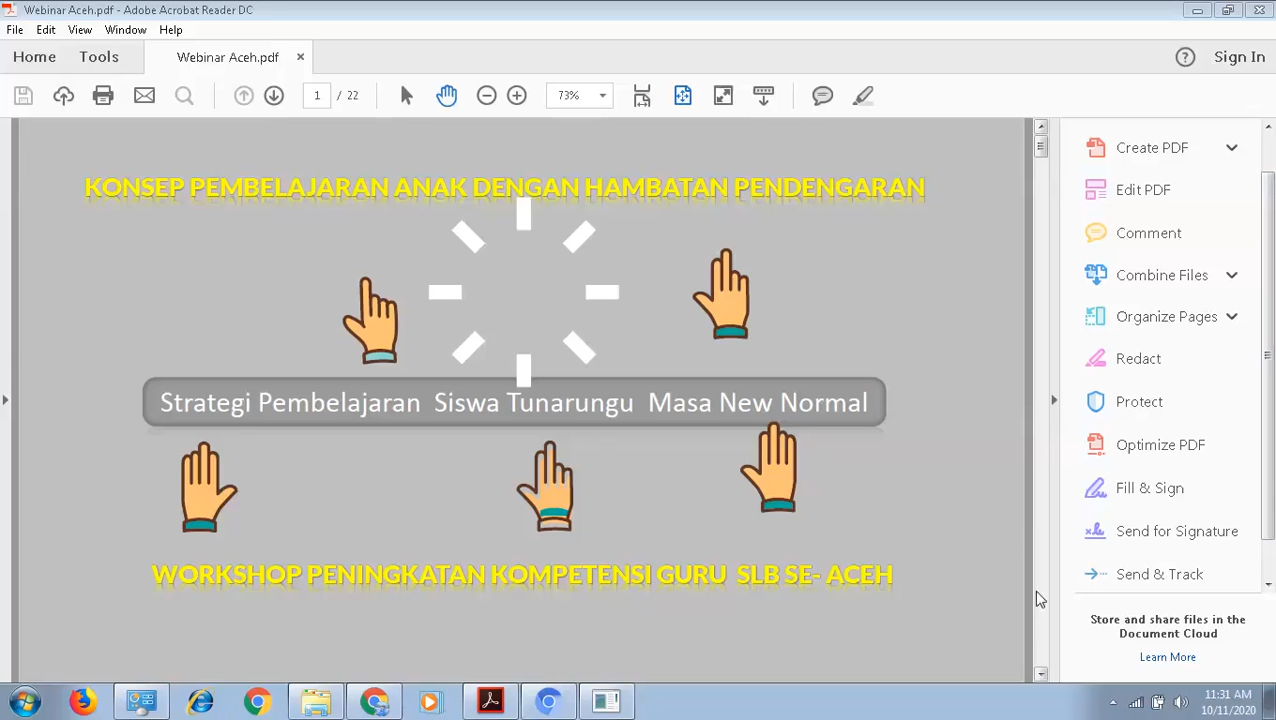 Webinar Aceh.pdf - Adobe Acrobat Reader DC
File Edit View Window Help
Home Tools Webinar Aceh.pdf Sign In
1 / 22 73%
Create PDF
Edit PDF
Comment
Combine Files
Organize Pages
Redact
Protect
Optimize PDF
Fill & Sign
Send for Signature
Send & Track
Store and share files in the
Document Cloud
Learn More
KONSEP PEMBELAJARAN ANAK DENGAN HAMBATAN PENDENGARAN
Strategi Pembelajaran Siswa Tunarungu Masa New Normal
WORKSHOP PENINGKATAN KOMPETENSI GURU SLB SE- ACEH
11:31 AM
10/11/2020